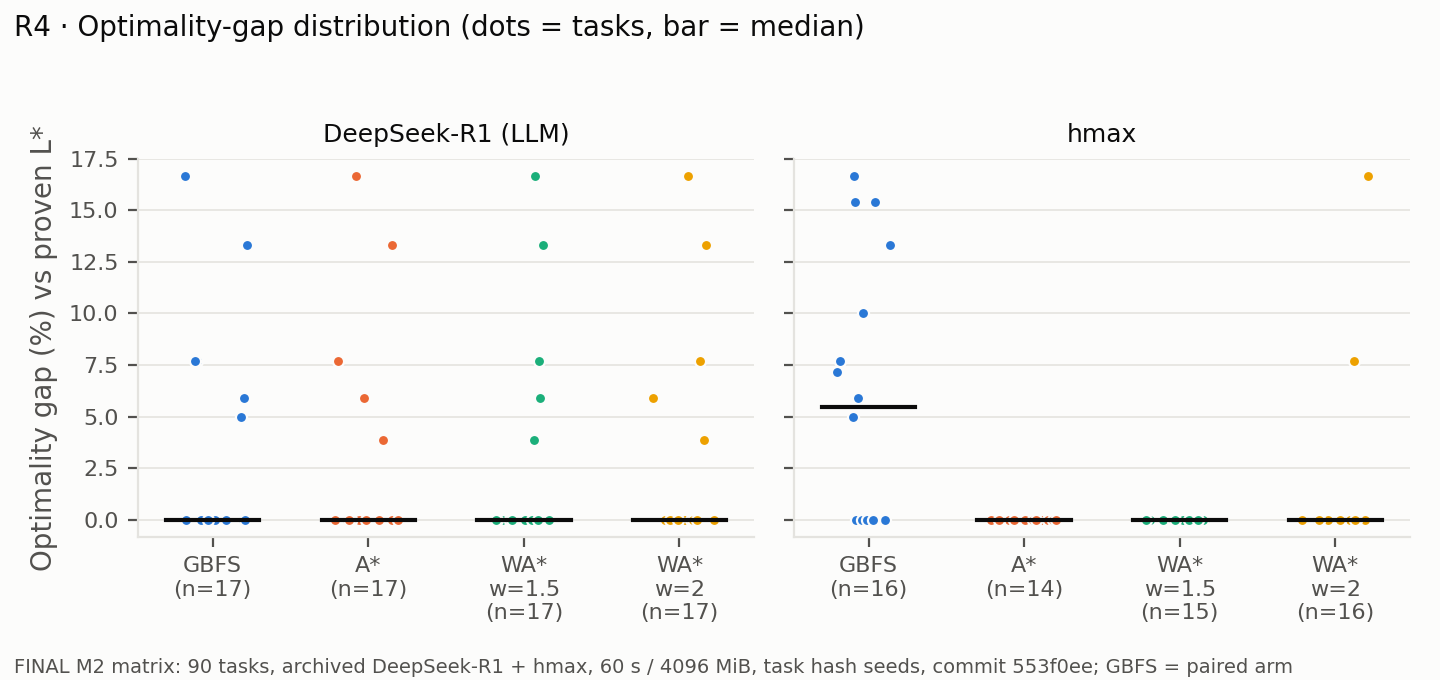 R4 · Optimality-gap distribution (dots = tasks, bar = median)
DeepSeek-R1 (LLM)
hmax
Optimality gap (%) vs proven L*
17.5
15.0
12.5
10.0
7.5
5.0
2.5
0.0
GBFS
(n=17)
A*
(n=17)
WA*
w=1.5
(n=17)
WA*
w=2
(n=17)
GBFS
(n=16)
A*
(n=14)
WA*
w=1.5
(n=15)
WA*
w=2
(n=16)
FINAL M2 matrix: 90 tasks, archived DeepSeek-R1 + hmax, 60 s / 4096 MiB, task hash seeds, commit 553f0ee; GBFS = paired arm